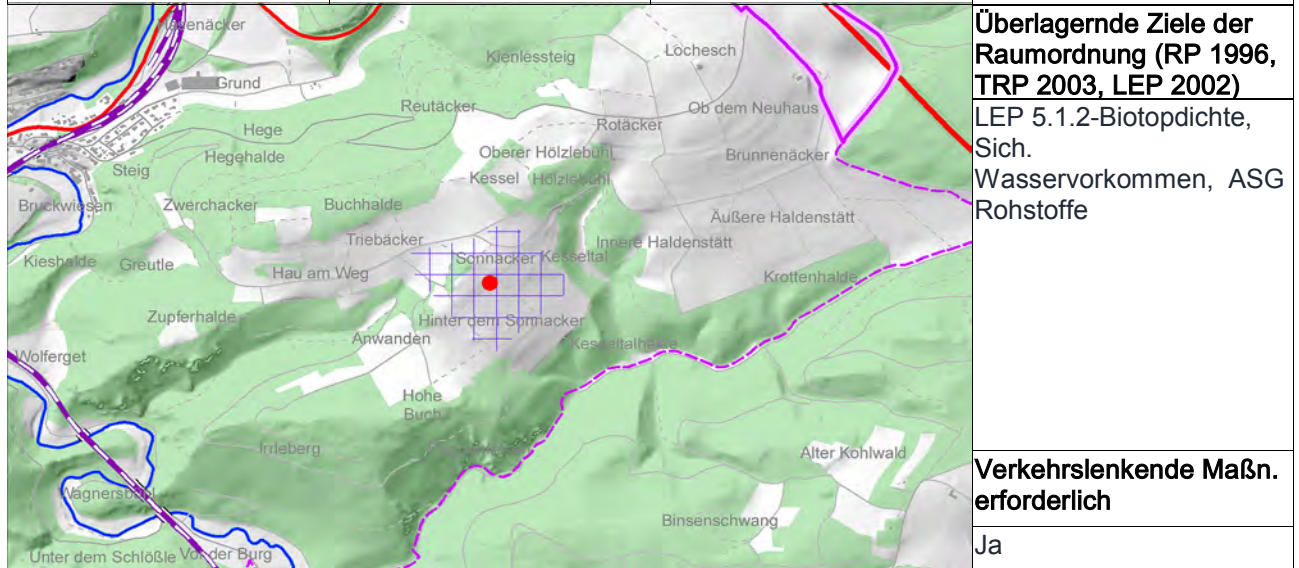 Kienlessteig
Lochesch
Grund
Reutäcker
Ob dem Neuhaus
Hege
Rotäcker
Hegehalde
Oberer Hölzlebühl
Brunnenäcker
Steig
Kessel
Hölzlebühl
Bruckwiesen
Zwerchacker
Buchhalde
Äußere Haldenstätt
Triebäcker
Innere Haldenstätt
Sonnäcker
Kesseltal
Kieshalde
Greutle
Hau am Weg
Krottenhalde
Zupferhalde
Hinter dem Sonnacker
Anwanden
Kesseltalhalde
Wolferget
Hohe
Buch
Irrleberg
Alter Kohlwald
Wagnersbühl
Binsenschwang
Unter dem Schlößle
Vor der Burg
Überlagernde Ziele der
Raumordnung (RP 1996,
TRP 2003, LEP 2002)
LEP 5.1.2-Biotopdichte,
Sich.
Wasservorkommen, ASG
Rohstoffe
Verkehrslenkende Maßn.
erforderlich
Ja